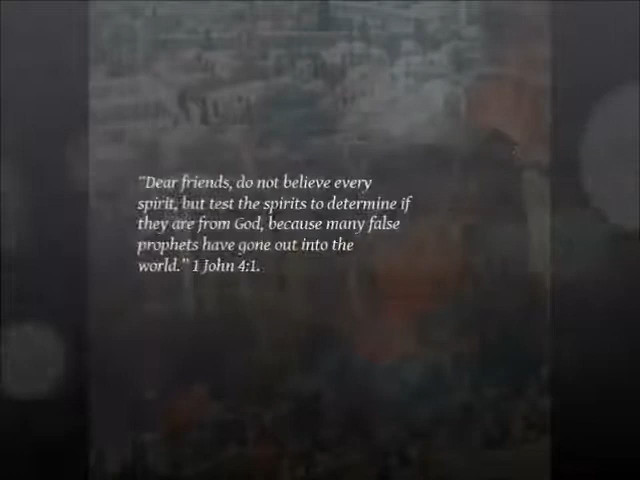 "Dear friends, do not believe every
spirit, but test the spirits to determine if
they are from God, because many false
prophets have gone out into the
world." 1 John 4:1.